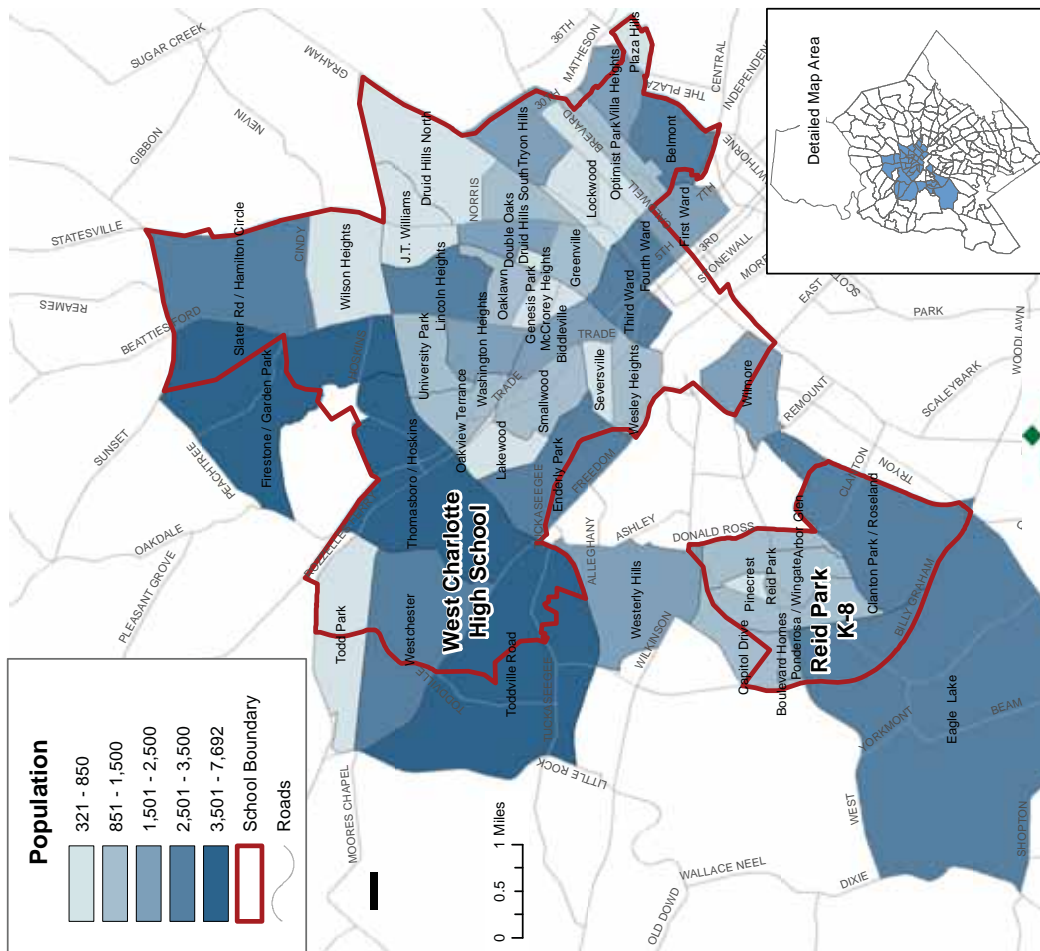 Population
321 - 850
851 - 1,500
1,501 - 2,500
2,501 - 3,500
3,501 - 7,692
School Boundary
Roads
0
0.5
1 Miles
Detailed Map Area
West Charlotte
High School
Reid Park
K-8
Slater Rd / Hamilton Circle
Firestone / Garden Park
Wilson Heights
J.T. Williams
Druid Hills North
Lincoln Heights
University Park
Washington Heights
Oaklawn
Double Oaks
Druid Hills South
Tryon Hills
Genesis Park
McCrorey Heights
Greenville
Lockwood
Optimist Park
Villa Heights
Plaza Hills
Belmont
First Ward
Fourth Ward
Third Ward
Biddleville
Smallwood
Seversville
Wesley Heights
Oakview Terrance
Lakewood
Enderly Park
Thomasboro / Hoskins
Todd Park
Westchester
Toddville Road
Westerly Hills
Wilmore
Capitol Drive
Pinecrest
Reid Park
Boulevard Homes
Ponderosa / Wingate
Arbor Glen
Clanton Park / Roseland
Eagle Lake
SUGAR CREEK
GRAHAM
36TH
MATHESON
GIBBON
NEVIN
STATESVILLE
REAMES
BEATTIES FORD
CINDY
SUNSET
PEACHTREE
OAKDALE
PLEASANT GROVE
NORRIS
30TH
BREVARD
THE PLAZA
CENTRAL
7TH
5TH
3RD
STONEWALL
EAST
PARK
WOODLAWN
SCALEYBARK
REMOUNT
CLANTON
TRYON
TRADE
TRADE
FREEDOM
ALLEGHANY
ASHLEY
DONALD ROSS
WILKINSON
BILLY GRAHAM
YORKMONT
BEAM
WEST
SHOPTON
DIXIE
WALLACE NEEL
OLD DOWD
LITTLE ROCK
MOORES CHAPEL